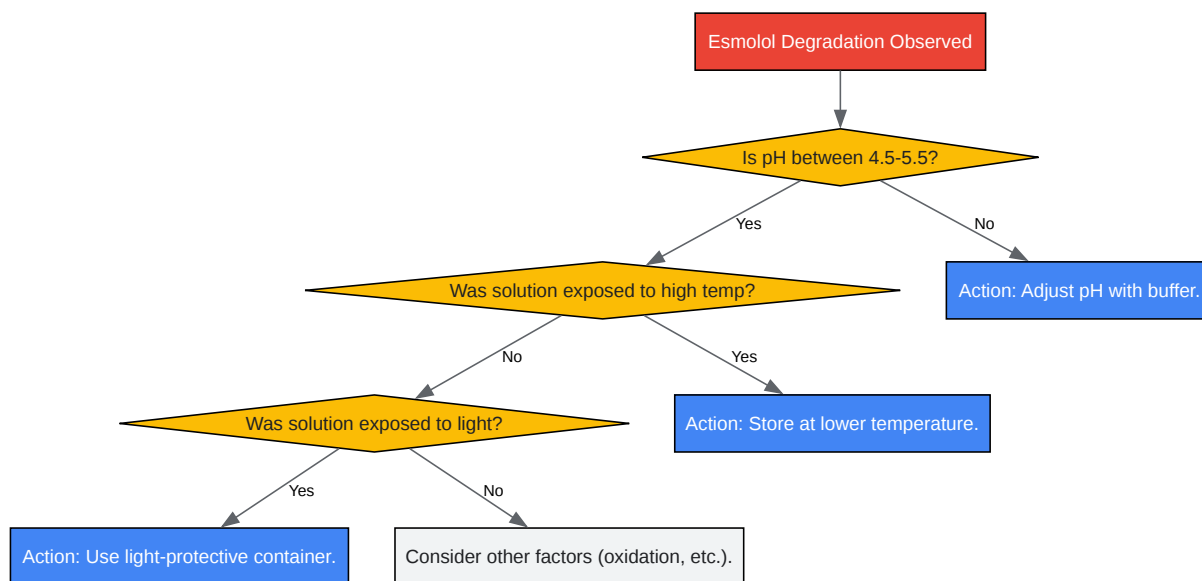 Esmolol Degradation Observed
Is pH between 4.5-5.5?
Yes
No
Was solution exposed to high temp?
Action: Adjust pH with buffer.
No
Yes
Was solution exposed to light?
Action: Store at lower temperature.
Yes
No
Action: Use light-protective container.
Consider other factors (oxidation, etc.).